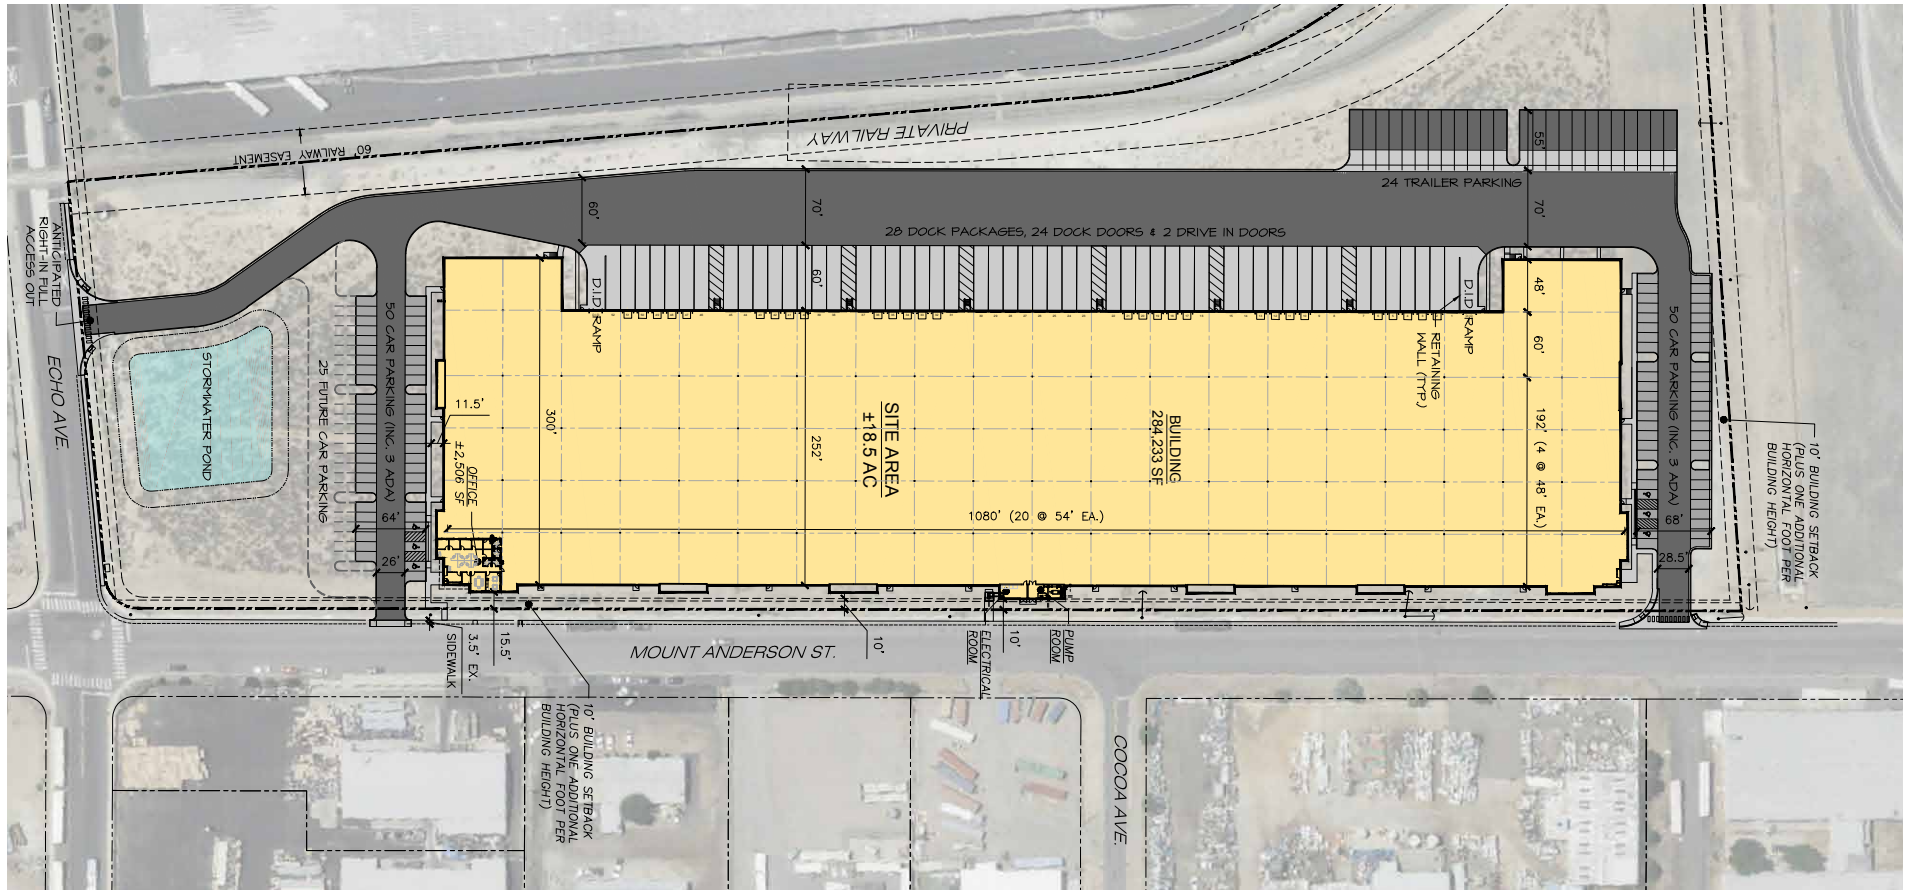 PRIVATE RAILWAY
60' RAILWAY EASEMENT
55'
24 TRAILER PARKING
60'
70'
70'
28 DOCK PACKAGES, 24 DOCK DOORS & 2 DRIVE IN DOORS
ANTICIPATED
RIGHT-IN FULL
ACCESS OUT
ECHO AVE.
STORMWATER POND
25 FUTURE CAR PARKING
50 CAR PARKING (INC. 3 ADA)
64'
26'
11.5'
OFFICE
±2,506 SF
300'
D.I.D. RAMP
60'
252'
SITE AREA
±18.5 AC
BUILDING
284,233 SF
1080' (20 @ 54' EA.)
D.I.D. RAMP
RETAINING
WALL (TYP.)
48'
60'
192' (4 @ 48' EA.)
50 CAR PARKING (INC. 3 ADA)
68'
28.5'
10' BUILDING SETBACK
(PLUS ONE ADDITIONAL
HORIZONTAL FOOT PER
BUILDING HEIGHT)
3.5' EX.
SIDEWALK
15.5'
10' BUILDING SETBACK
(PLUS ONE ADDITIONAL
HORIZONTAL FOOT PER
BUILDING HEIGHT)
MOUNT ANDERSON ST.
10'
ELECTRICAL
ROOM
10'
PUMP
ROOM
COCOA AVE.